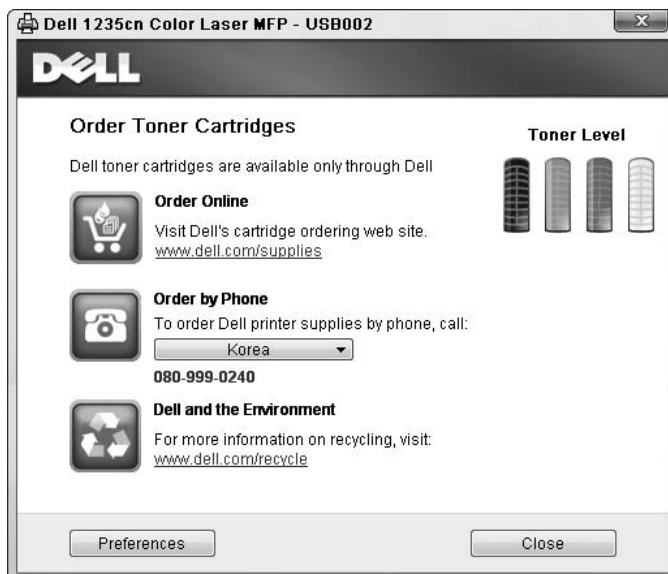 Dell 1235cn Color Laser MFP - USB002
DELL
Order Toner Cartridges
Toner Level
Dell toner cartridges are available only through Dell
Order Online
Visit Dell's cartridge ordering web site.
www.dell.com/supplies
Order by Phone
To order Dell printer supplies by phone, call:
Korea
080-999-0240
Dell and the Environment
For more information on recycling, visit:
www.dell.com/recycle
Preferences
Close